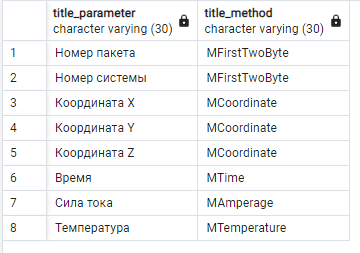 title_parameter title_method
character varying (30) character varying (30)
1 Номер пакета MFirstTwoByte
2 Номер системы MFirstTwoByte
3 Координата X MCoordinate
4 Координата Y MCoordinate
5 Координата Z MCoordinate
6 Время MTime
7 Сила тока MAmperage
8 Температура MTemperature